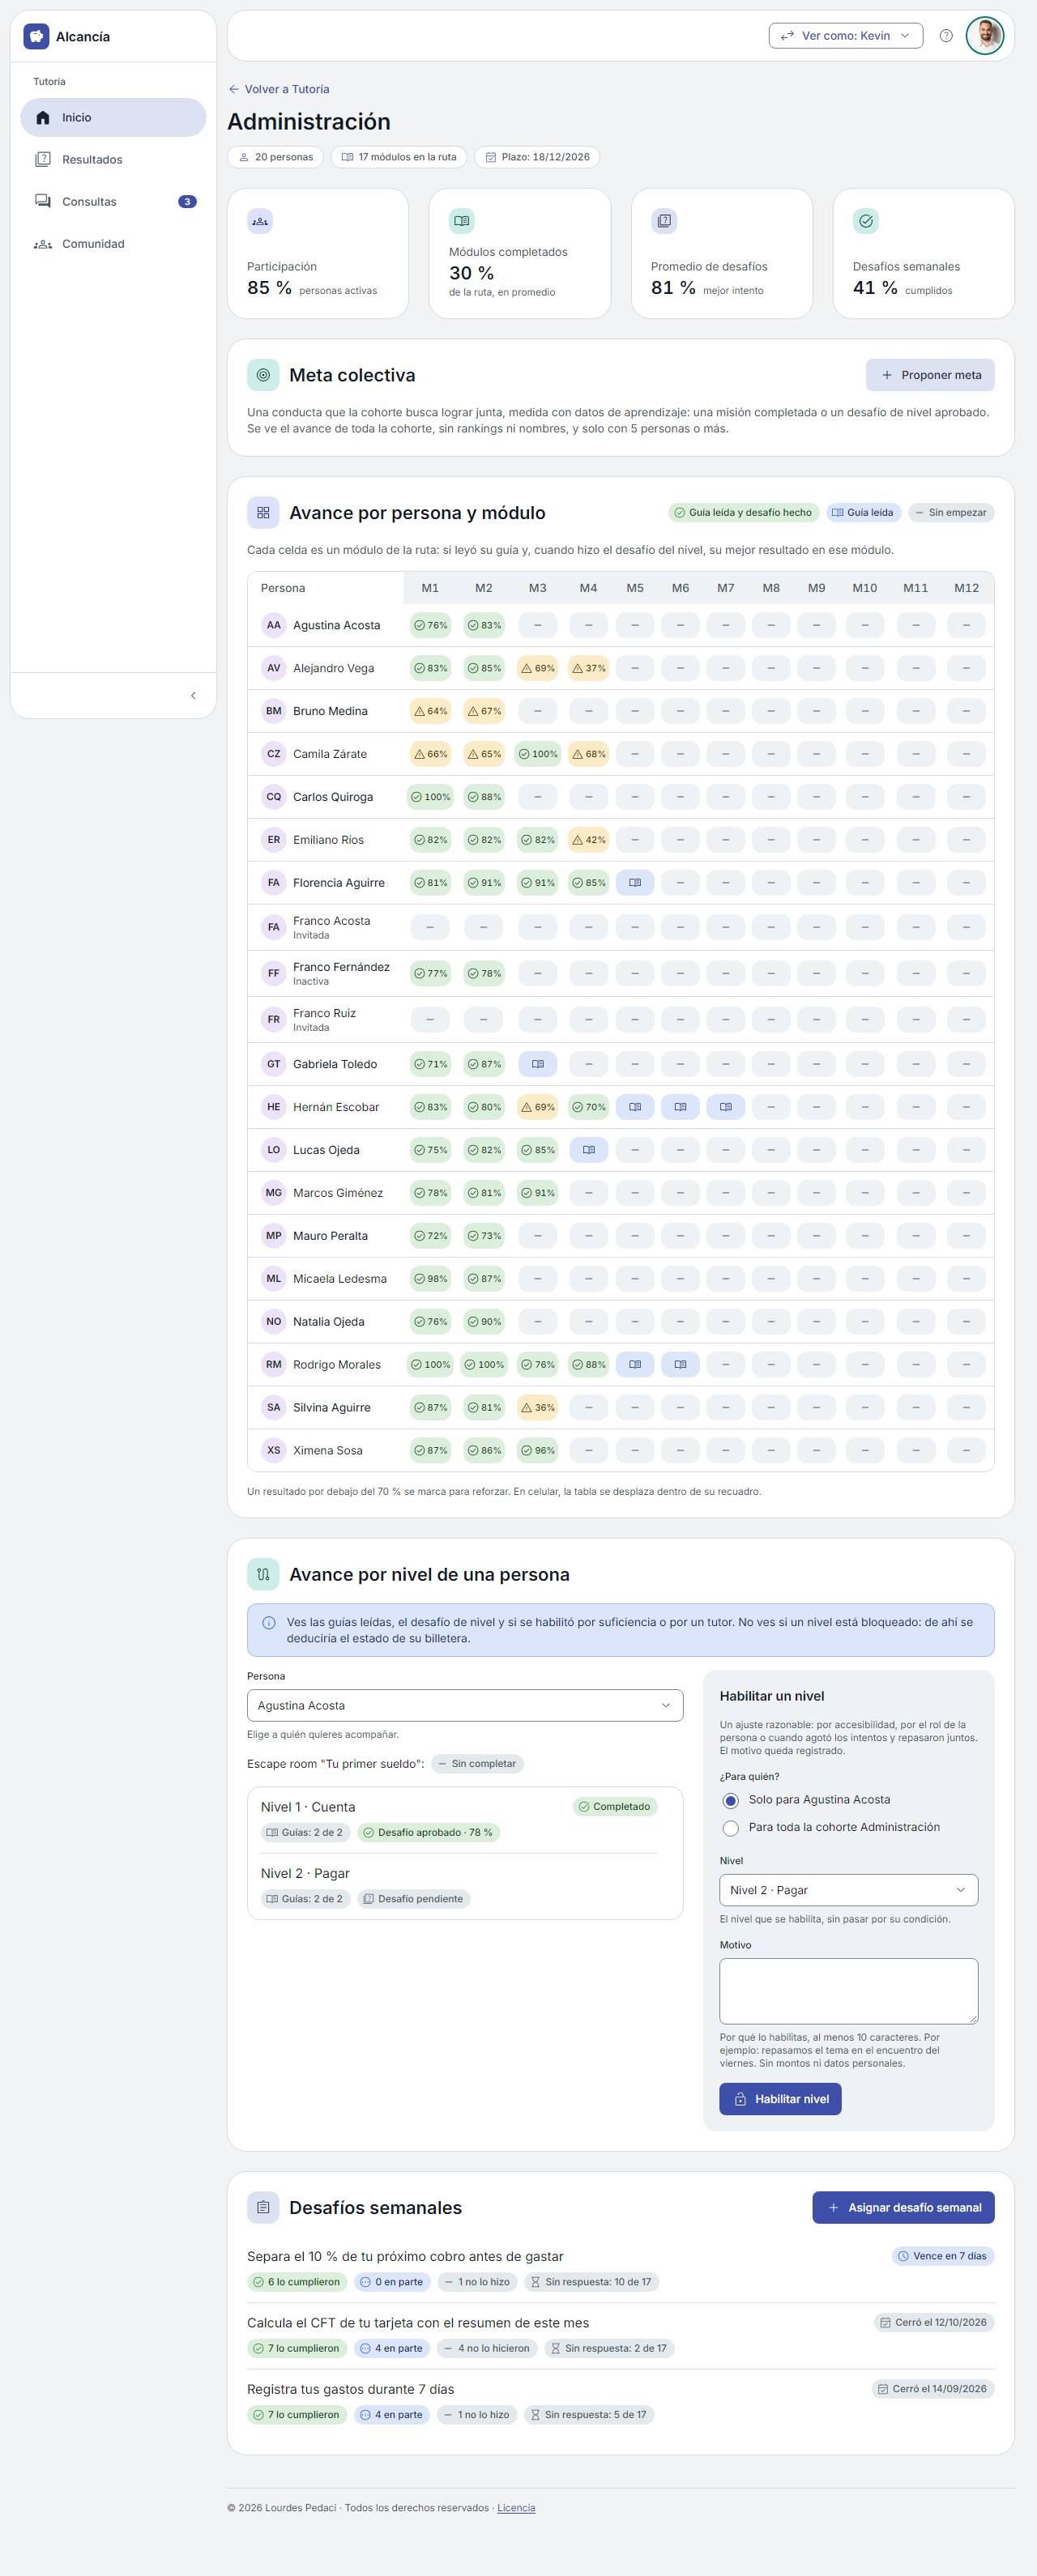 Alcancía
Ver como: Kevin
Tutoría
Inicio
Resultados
Consultas 3
Comunidad
Volver a Tutoría
Administración
20 personas
17 módulos en la ruta
Plazo: 18/12/2026
Participación
85 % personas activas
Módulos completados
30 %
de la ruta, en promedio
Promedio de desafíos
81 % mejor intento
Desafíos semanales
41 % cumplidos
Meta colectiva
Proponer meta
Una conducta que la cohorte busca lograr junta, medida con datos de aprendizaje: una misión completada o un desafío de nivel aprobado.
Se ve el avance de toda la cohorte, sin rankings ni nombres, y solo con 5 personas o más.
Avance por persona y módulo
Guía leída y desafío hecho
Guía leída
— Sin empezar
Cada celda es un módulo de la ruta: si leyó su guía y, cuando hizo el desafío del nivel, su mejor resultado en ese módulo.
Persona M1 M2 M3 M4 M5 M6 M7 M8 M9 M10 M11 M12
AA Agustina Acosta 76% 83% — — — — — — — — — —
AV Alejandro Vega 83% 85% 69% 37% — — — — — — — —
BM Bruno Medina 64% 67% — — — — — — — — — —
CZ Camila Zárate 66% 65% 100% 68% — — — — — — — —
CQ Carlos Quiroga 100% 88% — — — — — — — — — —
ER Emiliano Ríos 82% 82% 82% 42% — — — — — — — —
FA Florencia Aguirre 81% 91% 91% 85% — — — — — — —
FA Franco Acosta — — — — — — — — — — — —
Invitada
FF Franco Fernández 77% 78% — — — — — — — — — —
Inactiva
FR Franco Ruiz — — — — — — — — — — — —
Invitada
GT Gabriela Toledo 71% 87% — — — — — — — — —
HE Hernán Escobar 83% 80% 69% 70% — — — — —
LO Lucas Ojeda 75% 82% 85% — — — — — — — —
MG Marcos Giménez 78% 81% 91% — — — — — — — — —
MP Mauro Peralta 72% 73% — — — — — — — — — —
ML Micaela Ledesma 98% 87% — — — — — — — — — —
NO Natalia Ojeda 76% 90% — — — — — — — — — —
RM Rodrigo Morales 100% 100% 76% 88% — — — — — —
SA Silvina Aguirre 87% 81% 36% — — — — — — — — —
XS Ximena Sosa 87% 86% 96% — — — — — — — — —
Un resultado por debajo del 70 % se marca para reforzar. En celular, la tabla se desplaza dentro de su recuadro.
Avance por nivel de una persona
Ves las guías leídas, el desafío de nivel y si se habilitó por suficiencia o por un tutor. No ves si un nivel está bloqueado: de ahí se
deduciría el estado de su billetera.
Persona
Agustina Acosta
Elige a quién quieres acompañar.
Escape room "Tu primer sueldo": — Sin completar
Nivel 1 · Cuenta
Completado
Guías: 2 de 2
Desafío aprobado · 78 %
Nivel 2 · Pagar
Guías: 2 de 2
Desafío pendiente
Habilitar un nivel
Un ajuste razonable: por accesibilidad, por el rol de la
persona o cuando agotó los intentos y repasaron juntos.
El motivo queda registrado.
¿Para quién?
Solo para Agustina Acosta
Para toda la cohorte Administración
Nivel
Nivel 2 · Pagar
El nivel que se habilita, sin pasar por su condición.
Motivo
Por qué lo habilitas, al menos 10 caracteres. Por
ejemplo: repasamos el tema en el encuentro del
viernes. Sin montos ni datos personales.
Habilitar nivel
Desafíos semanales
Asignar desafío semanal
Separa el 10 % de tu próximo cobro antes de gastar
Vence en 7 días
6 lo cumplieron
0 en parte
— 1 no lo hizo
Sin respuesta: 10 de 17
Calcula el CFT de tu tarjeta con el resumen de este mes
Cerró el 12/10/2026
7 lo cumplieron
4 en parte
— 4 no lo hicieron
Sin respuesta: 2 de 17
Registra tus gastos durante 7 días
Cerró el 14/09/2026
7 lo cumplieron
4 en parte
— 1 no lo hizo
Sin respuesta: 5 de 17
© 2026 Lourdes Pedaci · Todos los derechos reservados · Licencia